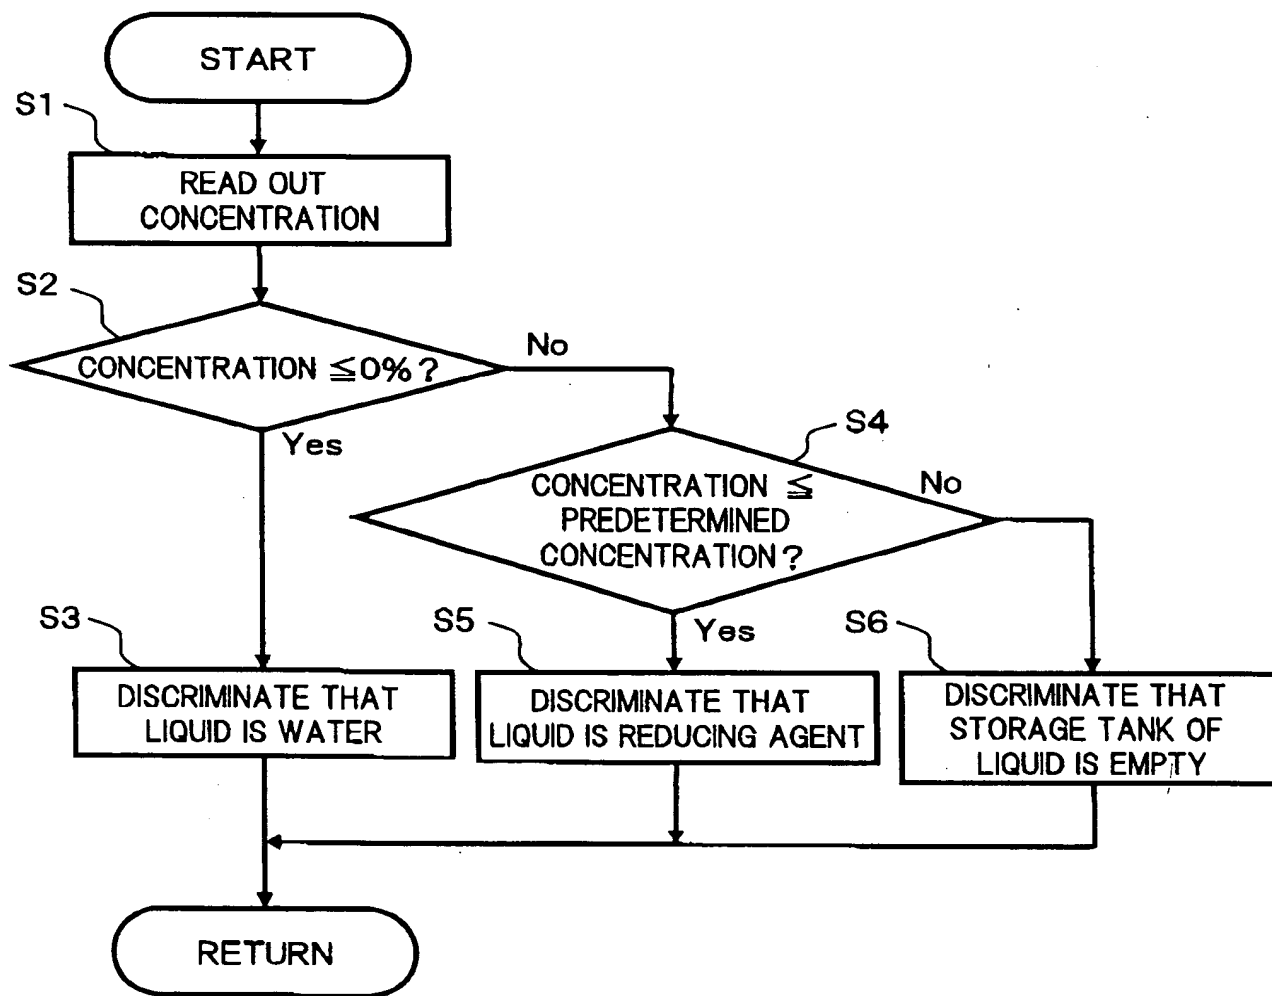 START
S1
READ OUT
CONCENTRATION
S2
CONCENTRATION ≦0%?
No
Yes
S4
CONCENTRATION ≦
PREDETERMINED
CONCENTRATION?
No
Yes
S3
DISCRIMINATE THAT
LIQUID IS WATER
S5
DISCRIMINATE THAT
LIQUID IS REDUCING AGENT
S6
DISCRIMINATE THAT
STORAGE TANK OF
LIQUID IS EMPTY
RETURN